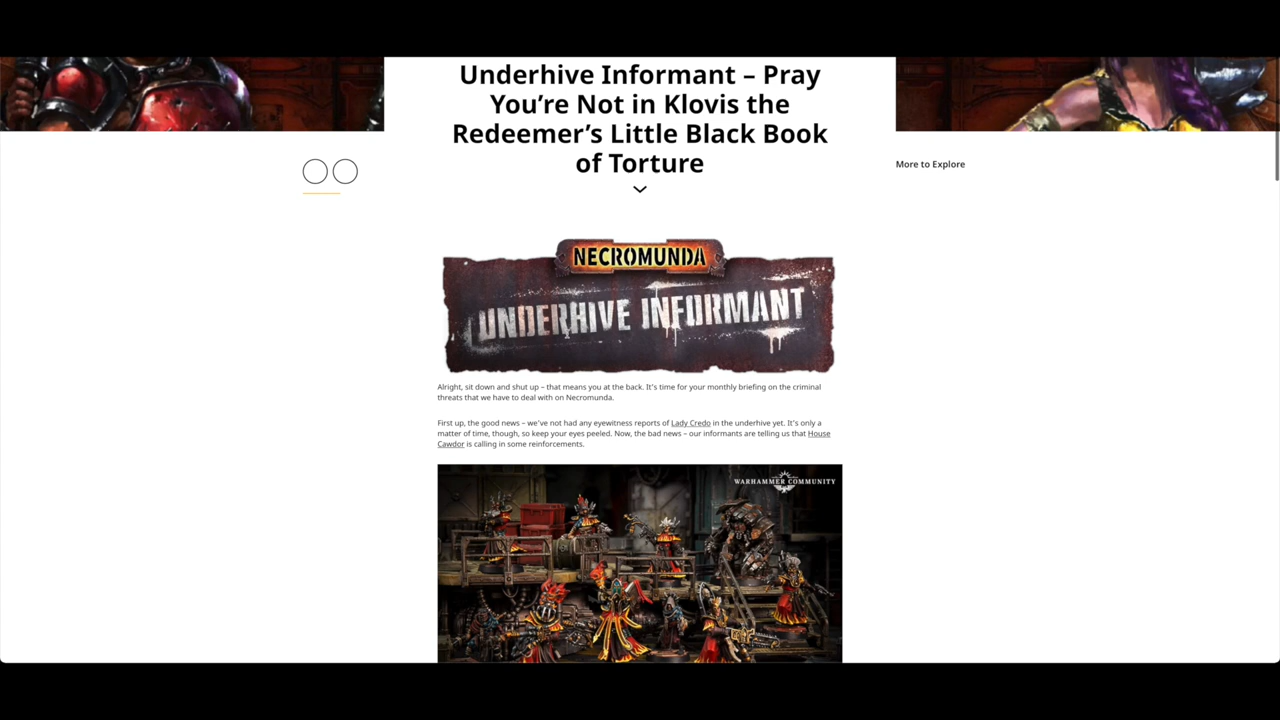 Underhive Informant – Pray
You’re Not in Klovis the
Redeemer’s Little Black Book
of Torture
More to Explore
NECROMUNDA
UNDERHIVE INFORMANT
Alright, sit down and shut up – that means you at the back. It’s time for your monthly briefing on the criminal
threats that we have to deal with on Necromunda.
First up, the good news – we’ve not had any eyewitness reports of Lady Credo in the underhive yet. It’s only a
matter of time, though, so keep your eyes peeled. Now, the bad news – our informants are telling us that House
Cawdor is calling in some reinforcements.
WARHAMMER COMMUNITY